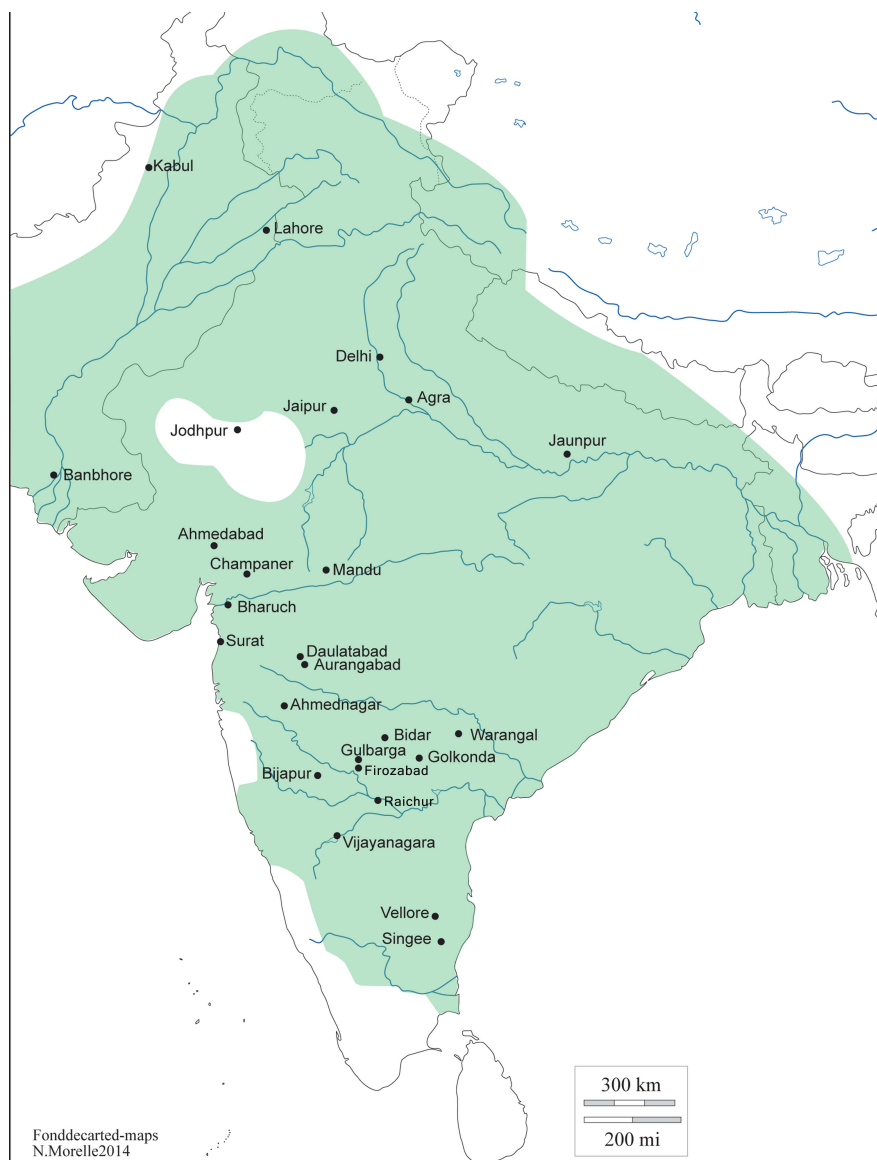 Kabul
Lahore
Delhi
Agra
Jaipur
Jodhpur
Jaunpur
Banbhore
Ahmedabad
Champaner
Mandu
Bharuch
Surat
Daulatabad
Aurangabad
Ahmednagar
Bidar
Warangal
Gulbarga
Golkonda
Firozabad
Bijapur
Raichur
Vijayanagara
Vellore
Singee
300 km
200 mi
Fonddecarted-maps
N.Morelle2014